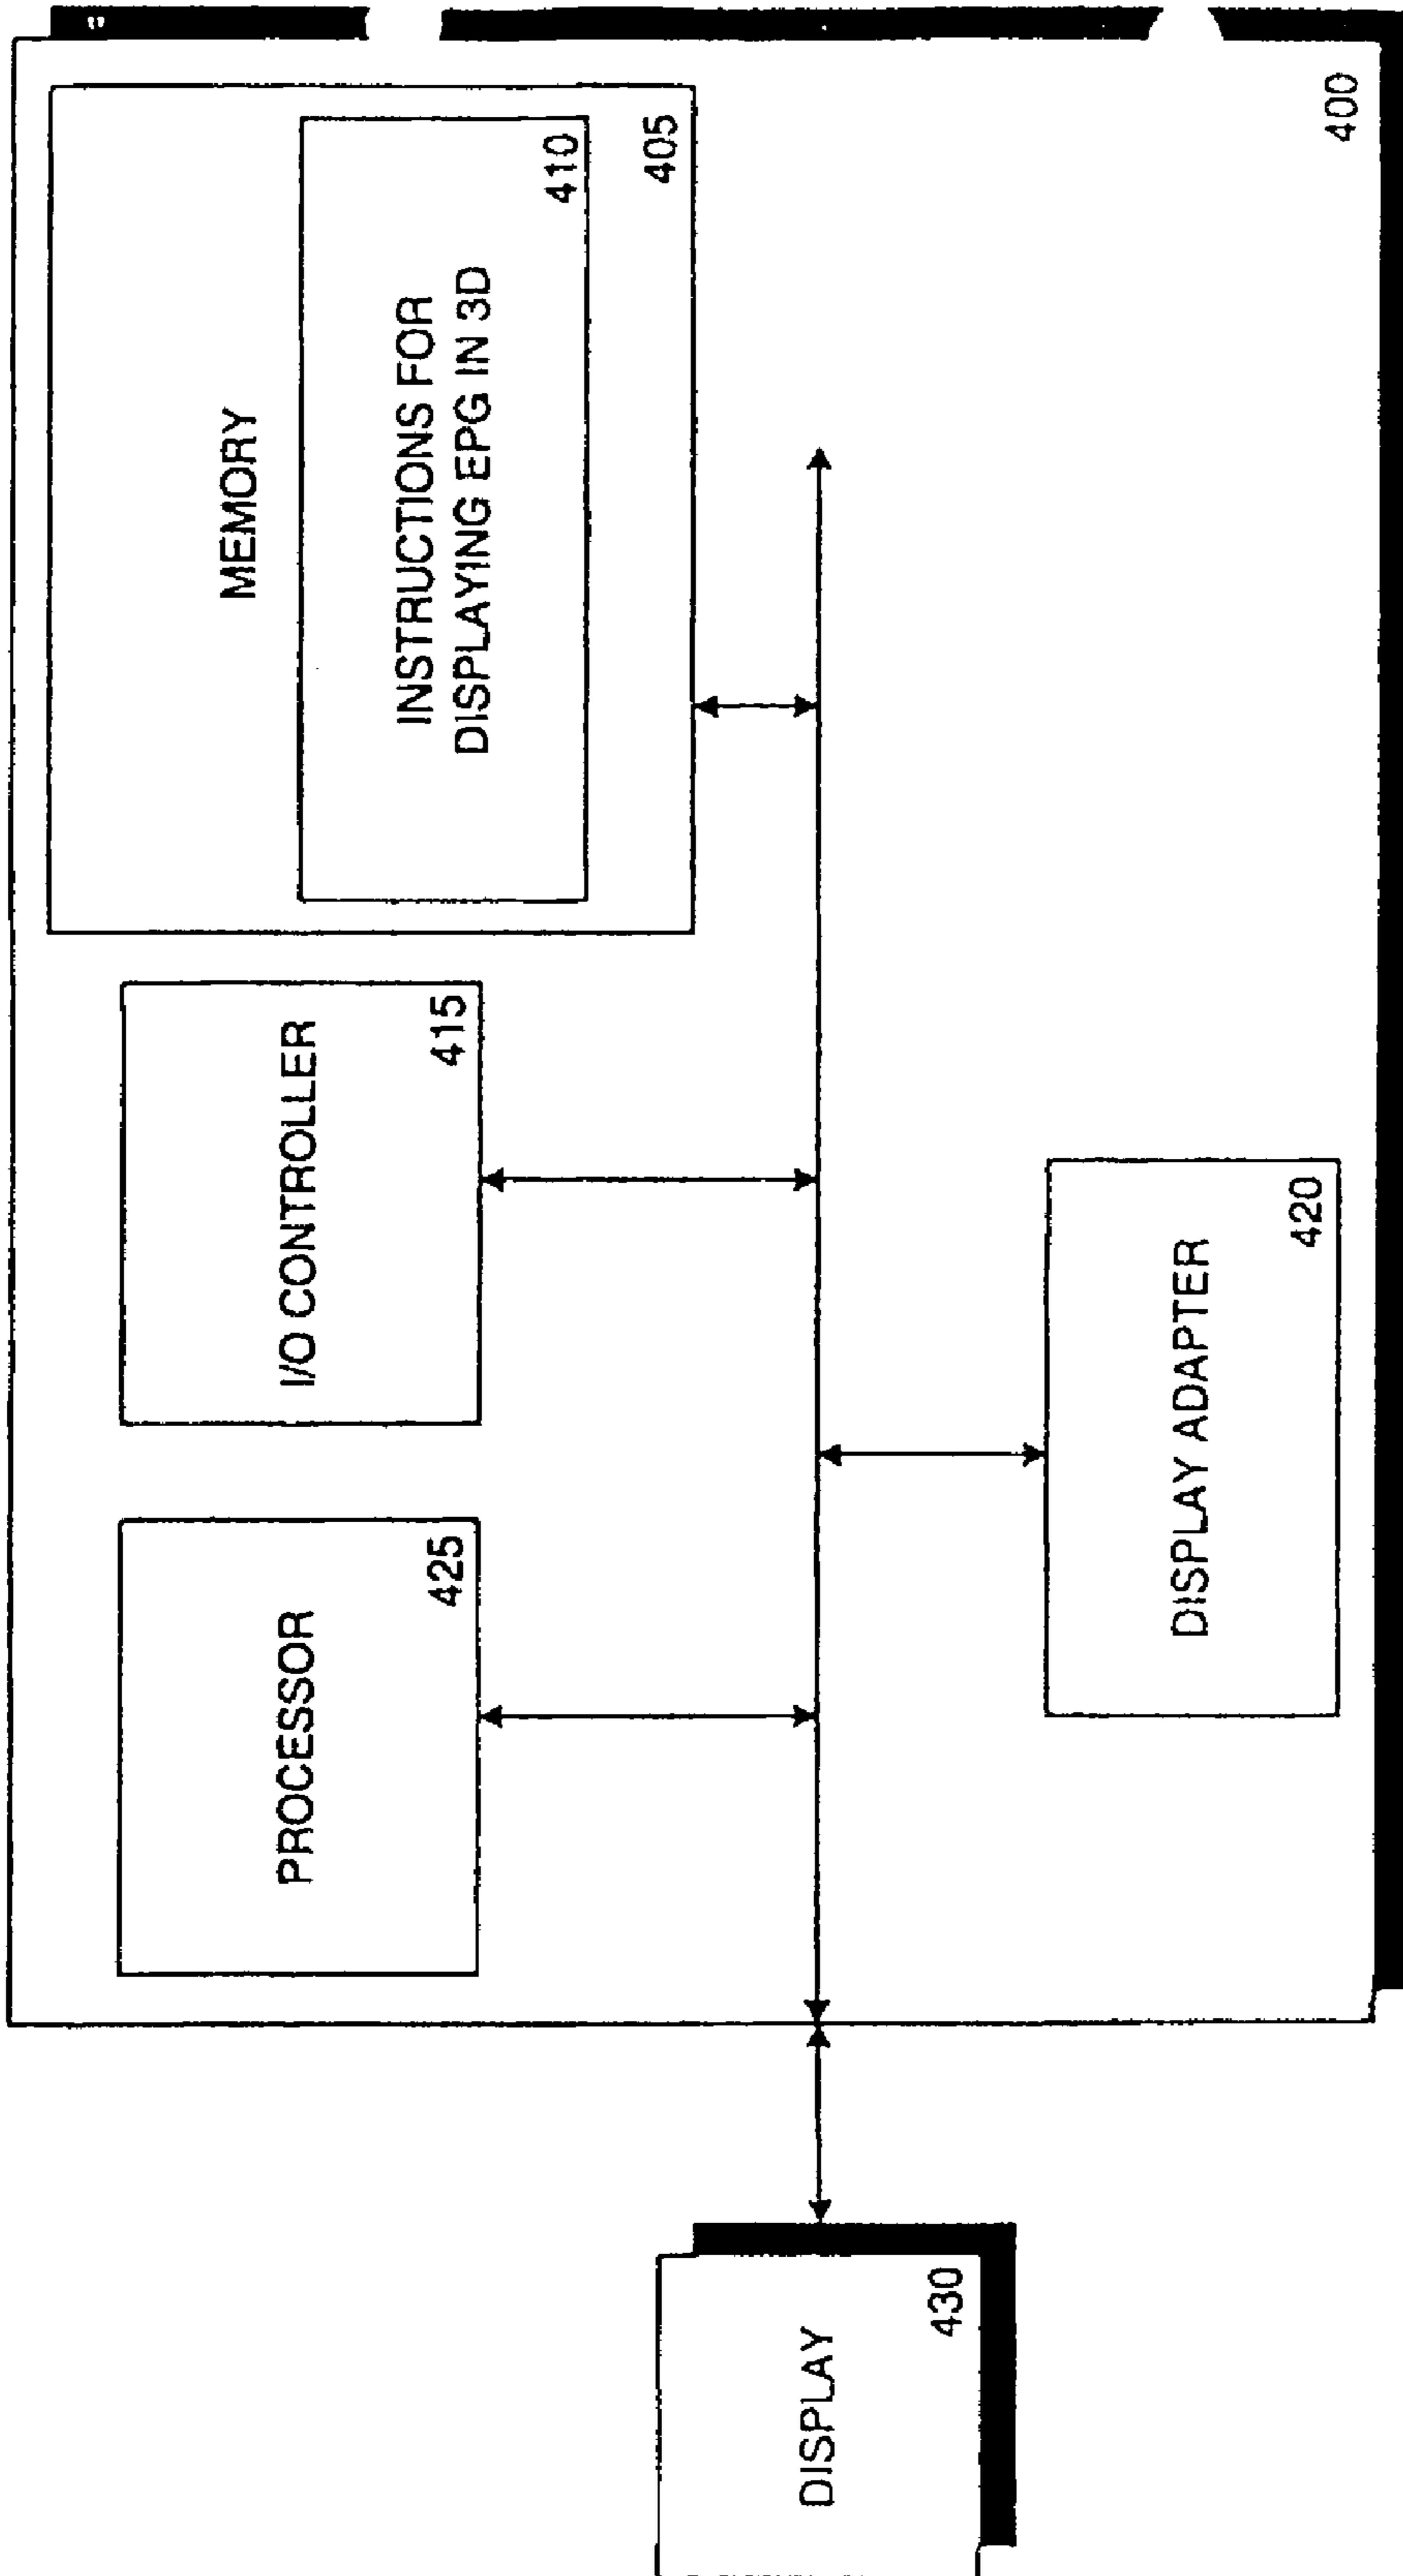 DISPLAY
430
PROCESSOR
425
I/O CONTROLLER
415
MEMORY
INSTRUCTIONS FOR
DISPLAYING EPG IN 3D
410
405
DISPLAY ADAPTER
420
400